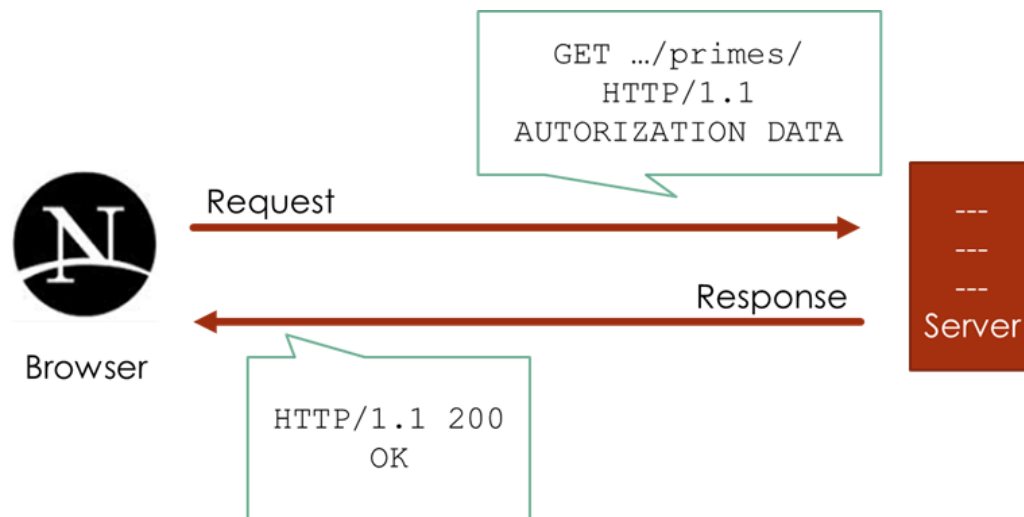 GET …/primes/
HTTP/1.1
AUTORIZATION DATA
Request
N
---
---
---
Server
Response
Browser
HTTP/1.1 200
OK